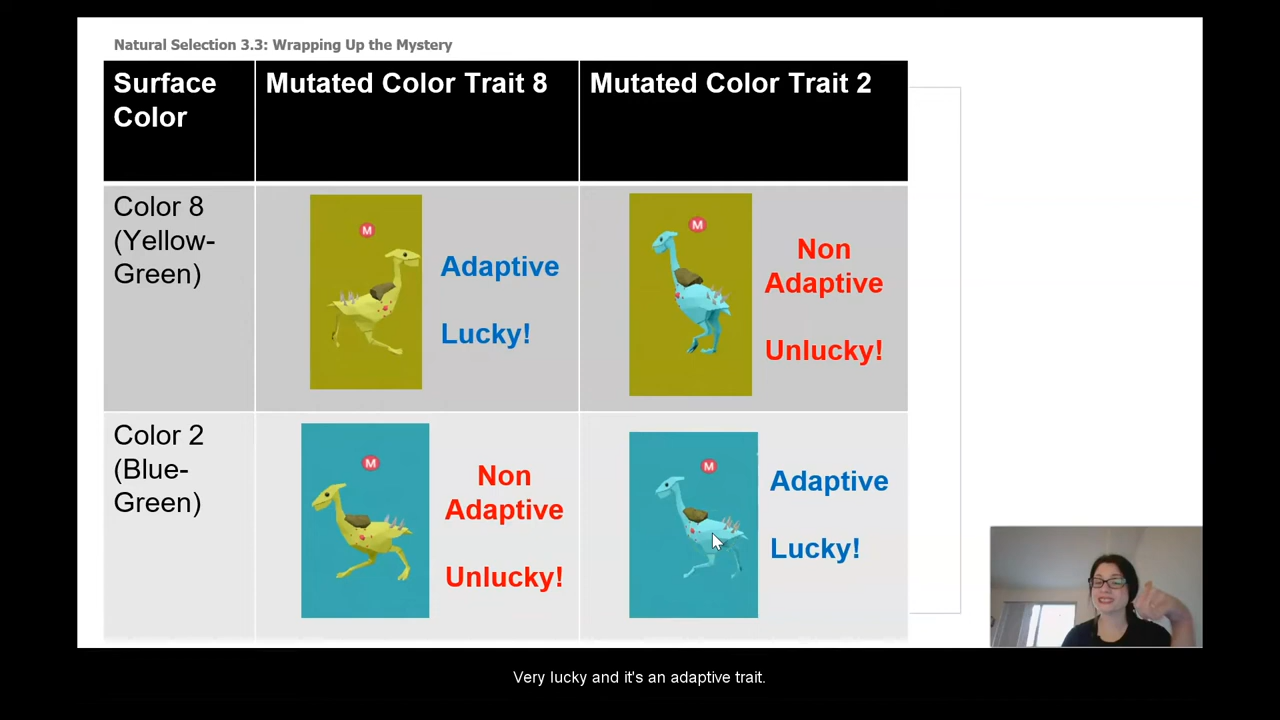 Natural Selection 3.3: Wrapping Up the Mystery
Surface
Color
Mutated Color Trait 8
Mutated Color Trait 2
Color 8
(Yellow-
Green)
M
Adaptive
Lucky!
M
Non
Adaptive
Unlucky!
Color 2
(Blue-
Green)
M
Non
Adaptive
Unlucky!
M
Adaptive
Lucky!
Very lucky and it's an adaptive trait.